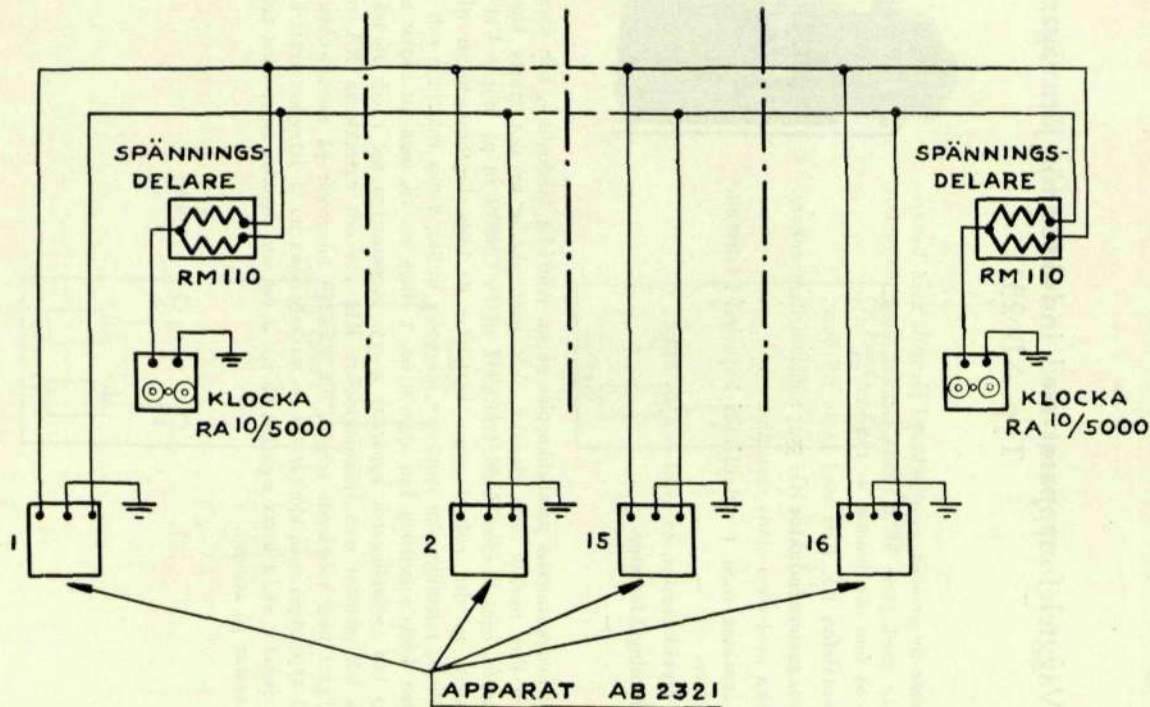 SPÄNNINGS-
DELARE
RM110
KLOCKA
RA 10/5000
SPÄNNINGS-
DELARE
RM110
KLOCKA
RA 10/5000
1
2
15
16
APPARAT AB 2321